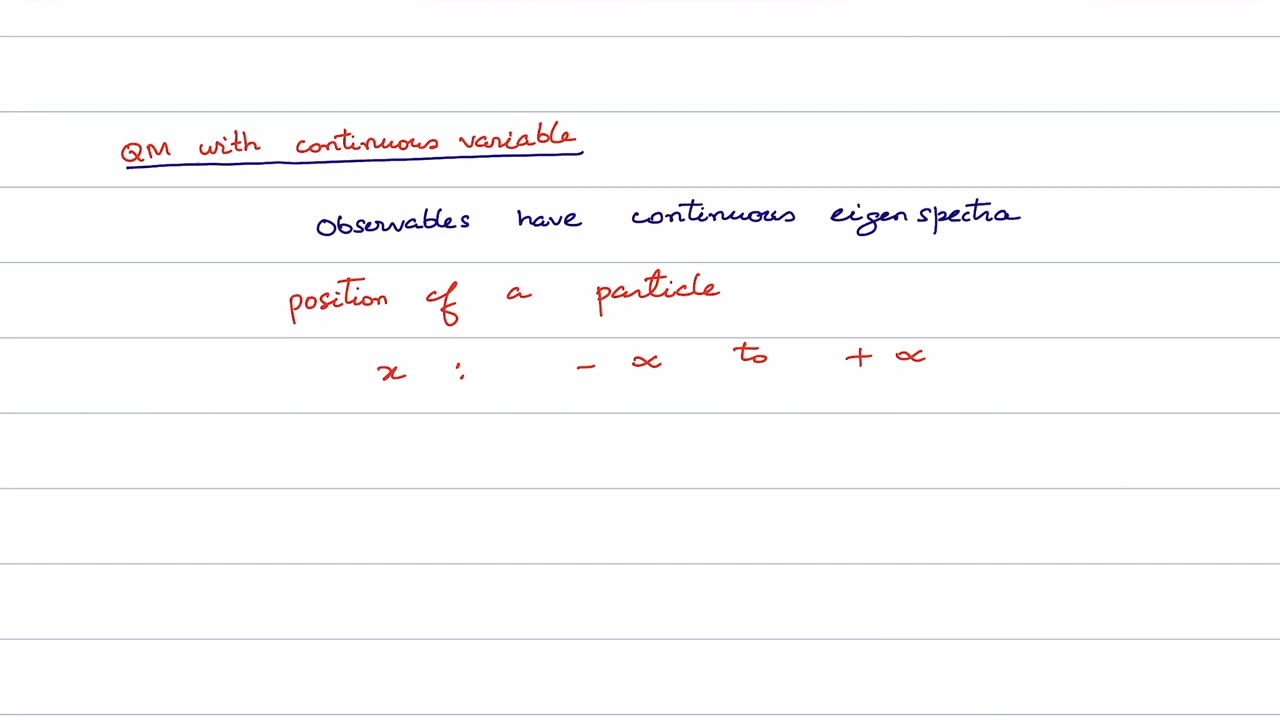 QM with continuous variable
observables have continuous eigen spectra
position of a particle
x : - ∝ to + ∝